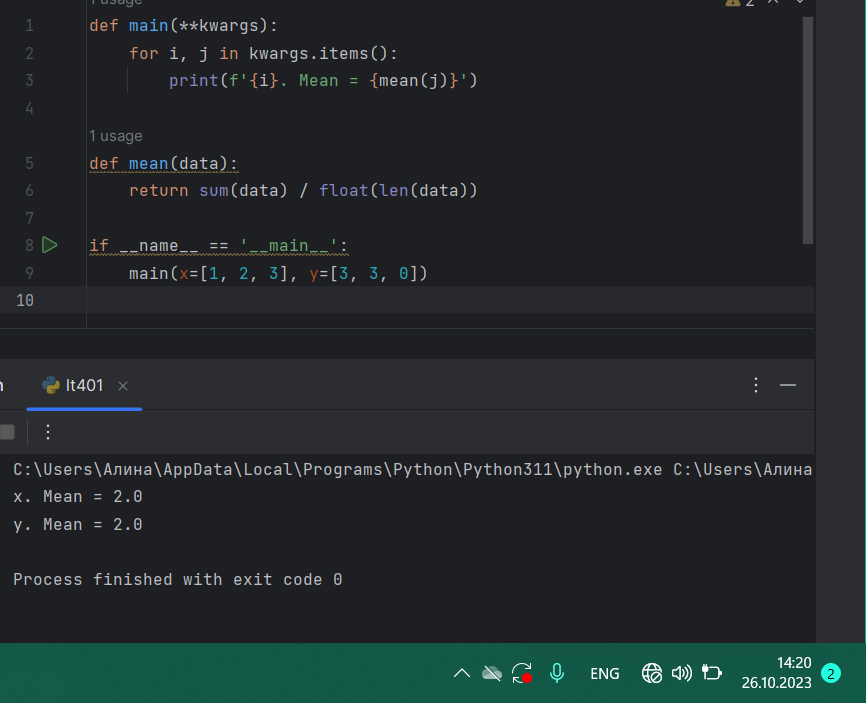 1 usage
2
1 def main(**kwargs):
2     for i, j in kwargs.items():
3         print(f'{i}. Mean = {mean(j)}')
4
1 usage
5 def mean(data):
6     return sum(data) / float(len(data))
7
8 if __name__ == '__main__':
9     main(x=[1, 2, 3], y=[3, 3, 0])
10
lt401
C:\Users\Алина\AppData\Local\Programs\Python\Python311\python.exe C:\Users\Алина
x. Mean = 2.0
y. Mean = 2.0
Process finished with exit code 0
ENG
14:20
26.10.2023
2